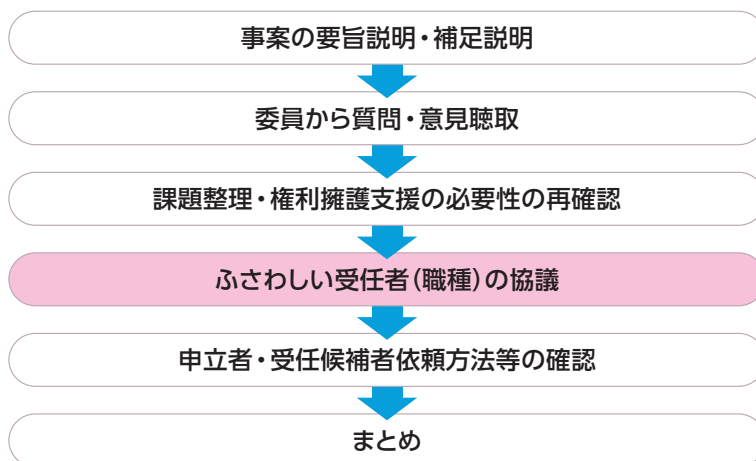 事案の要旨説明・補足説明
委員から質問・意見聴取
課題整理・権利擁護支援の必要性の再確認
ふさわしい受任者(職種)の協議
申立者・受任候補者依頼方法等の確認
まとめ